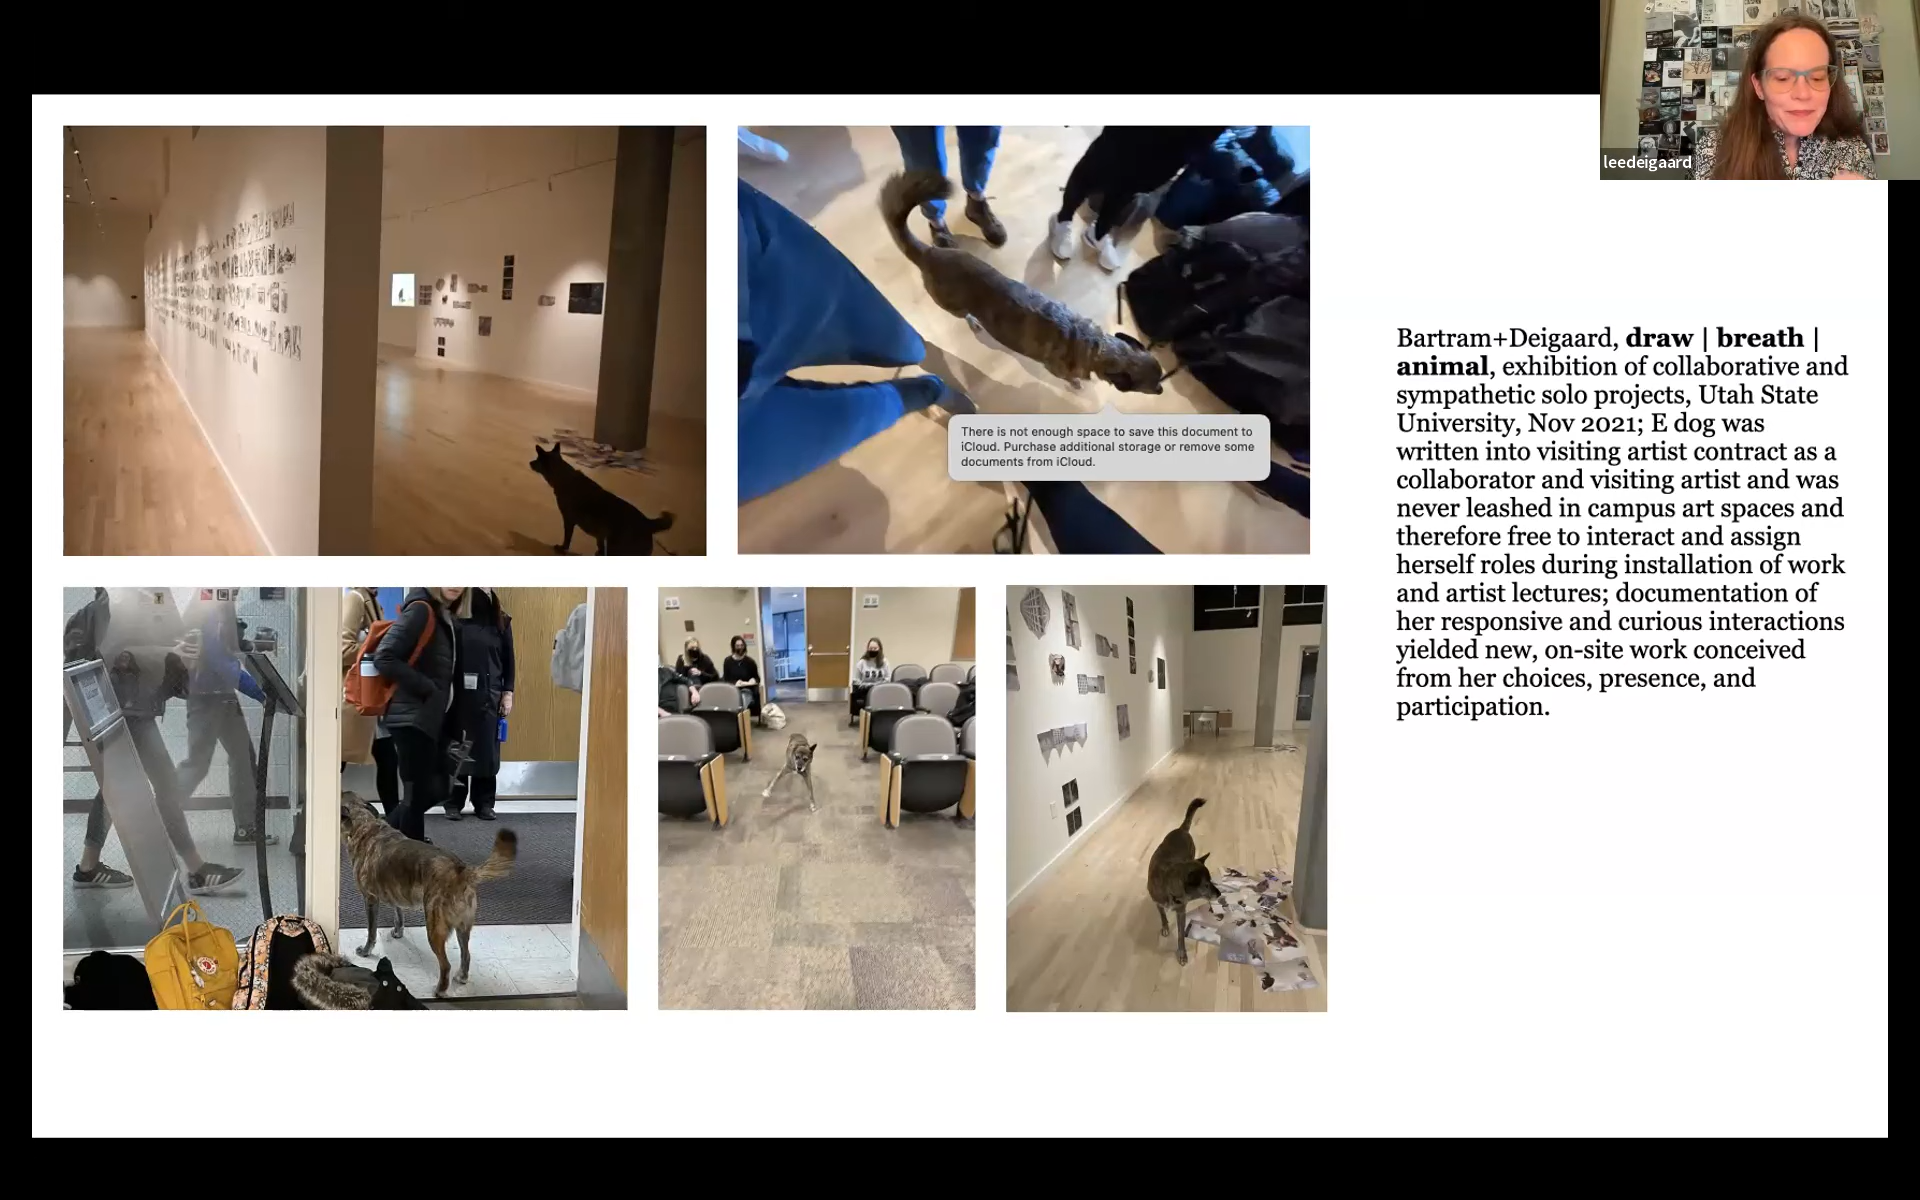 leedeigaard
There is not enough space to save this document to
iCloud. Purchase additional storage or remove some
documents from iCloud.
Bartram+Deigaard, draw | breath |
animal, exhibition of collaborative and
sympathetic solo projects, Utah State
University, Nov 2021; E dog was
written into visiting artist contract as a
collaborator and visiting artist and was
never leashed in campus art spaces and
therefore free to interact and assign
herself roles during installation of work
and artist lectures; documentation of
her responsive and curious interactions
yielded new, on-site work conceived
from her choices, presence, and
participation.